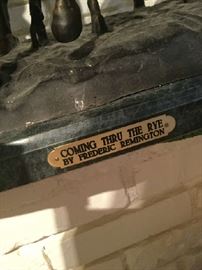 "COMING THRU THE RYE"
BY FREDERIC REMINGTON